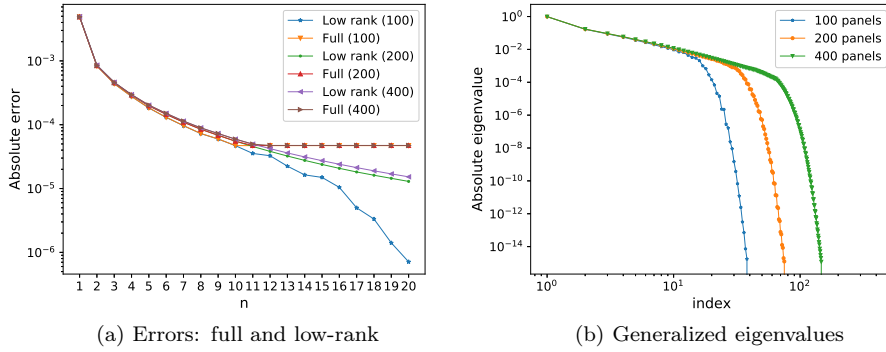 Absolute error
10⁻³
10⁻⁴
10⁻⁵
10⁻⁶
Low rank (100)
Full (100)
Low rank (200)
Full (200)
Low rank (400)
Full (400)
1 2 3 4 5 6 7 8 9 10 11 12 13 14 15 16 17 18 19 20
n
(a) Errors: full and low-rank
Absolute eigenvalue
10⁰
10⁻²
10⁻⁴
10⁻⁶
10⁻⁸
10⁻¹⁰
10⁻¹²
10⁻¹⁴
100 panels
200 panels
400 panels
10⁰ 10¹ 10²
index
(b) Generalized eigenvalues